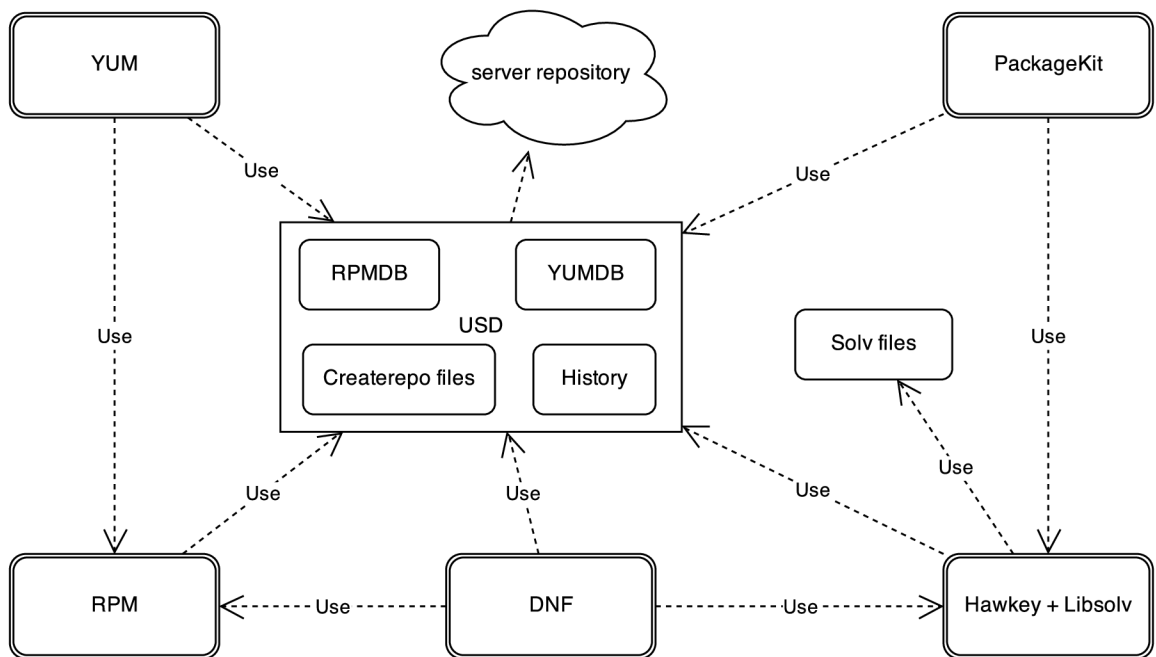 YUM
server repository
PackageKit
Use
Use
RPMDB
YUMDB
USD
Use
Use
Solv files
Createrepo files
History
Use
Use
Use
Use
Use
RPM
Use
DNF
Use
Hawkey + Libsolv